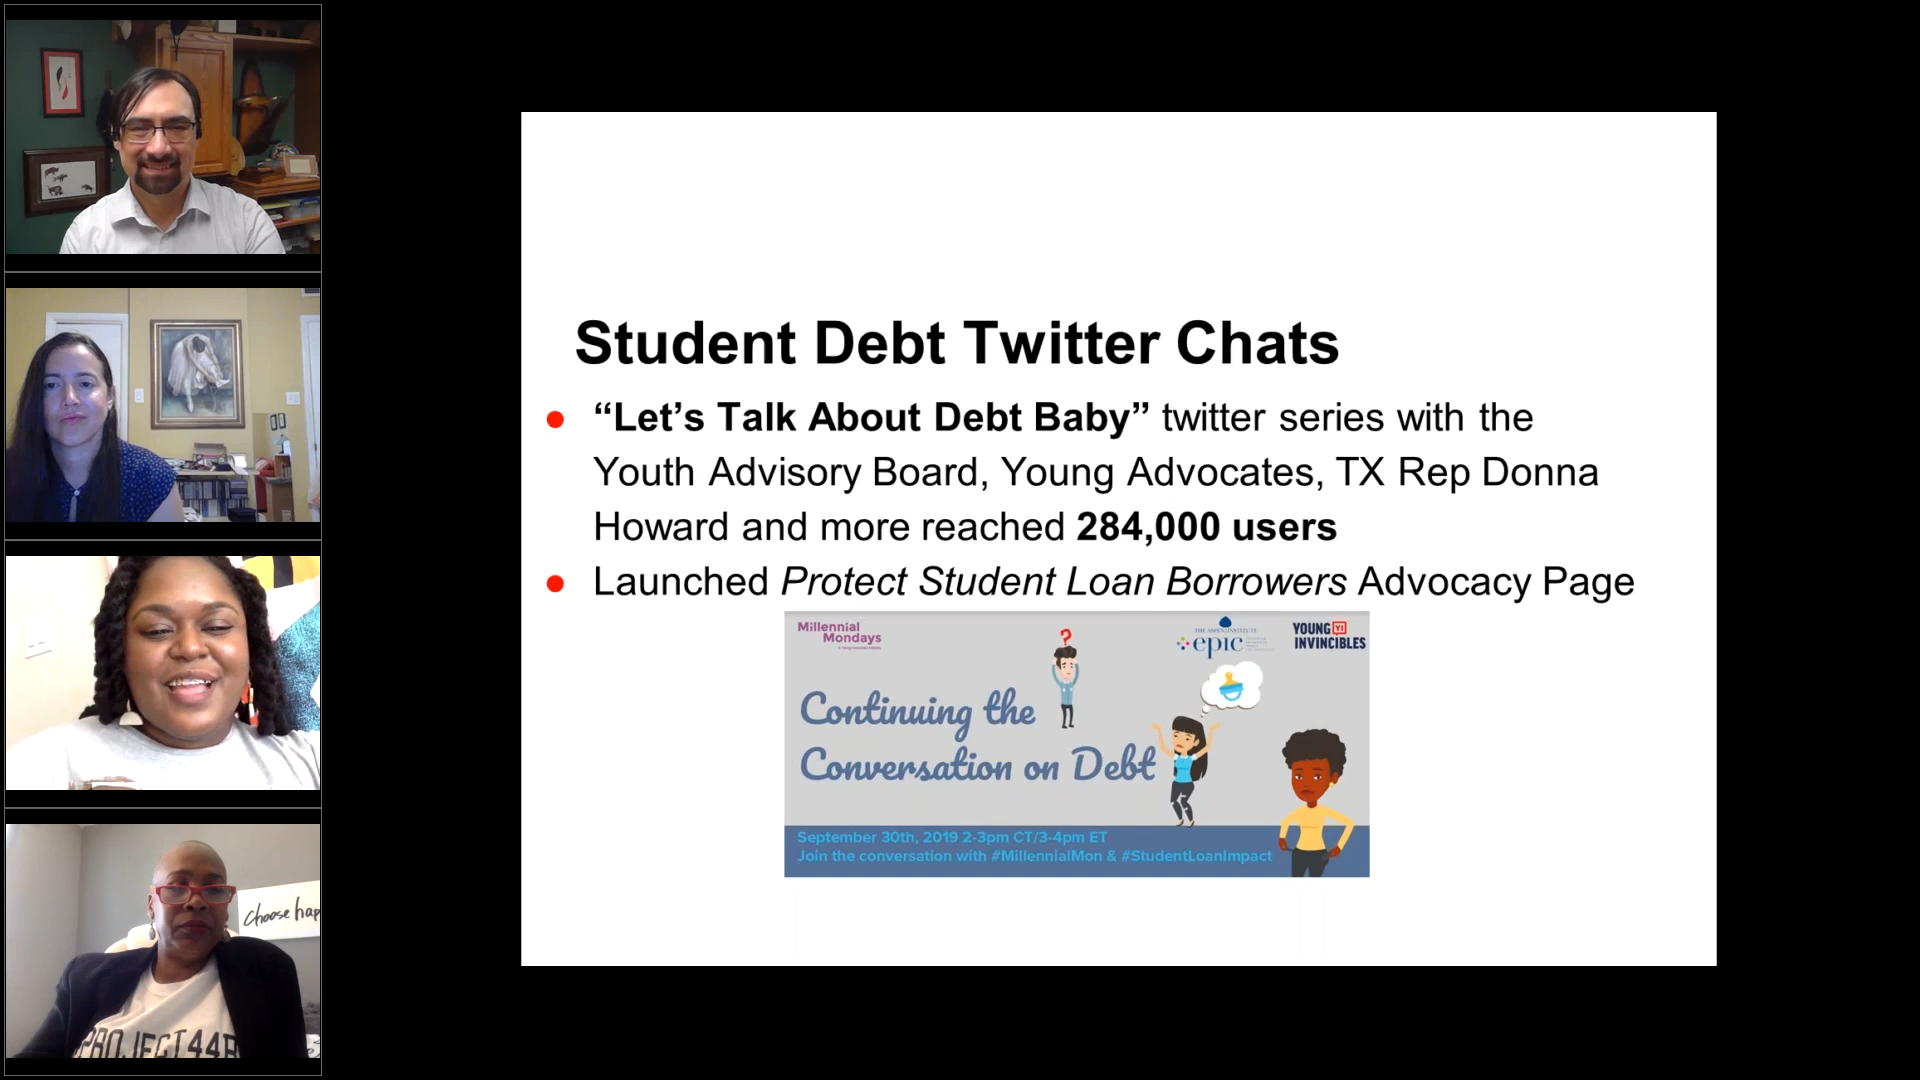 Student Debt Twitter Chats
“Let’s Talk About Debt Baby” twitter series with the
Youth Advisory Board, Young Advocates, TX Rep Donna
Howard and more reached 284,000 users
Launched Protect Student Loan Borrowers Advocacy Page
Millennial
Mondays
THE ASPEN INSTITUTE
epic
YOUNG YI
INVINCIBLES
?
Continuing the
Conversation on Debt
September 30th, 2019 2-3pm CT/3-4pm ET
Join the conversation with #MillennialMon & #StudentLoanImpact
choose hap
PROJECT44